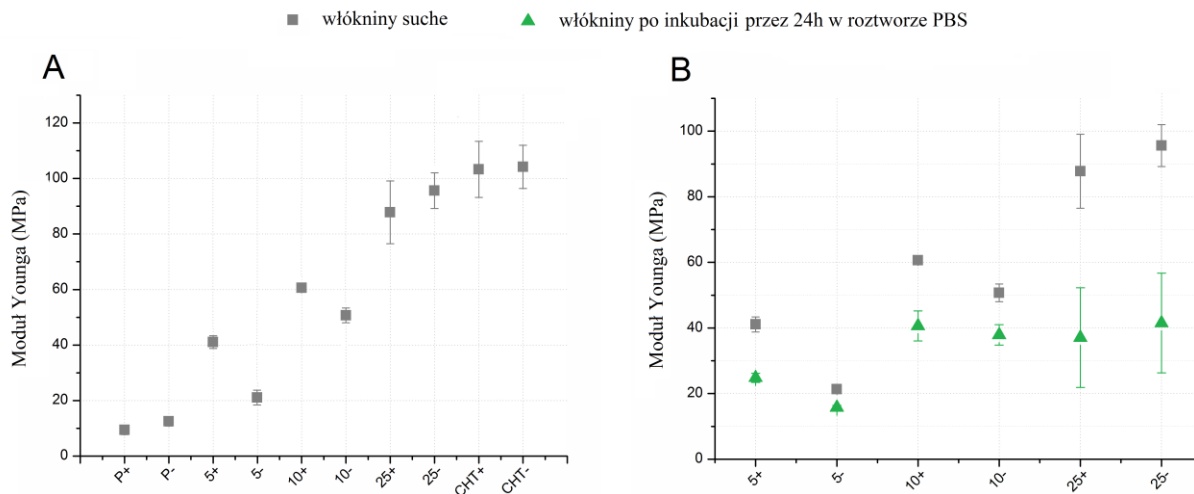 włókniny suche
włókniny po inkubacji przez 24h w roztworze PBS
A
Moduł Younga (MPa)
120
100
80
60
40
20
0
P+ P- 5+ 5- 10+ 10- 25+ 25- CHT+ CHT-
B
Moduł Younga (MPa)
100
80
60
40
20
0
5+ 5- 10+ 10- 25+ 25-